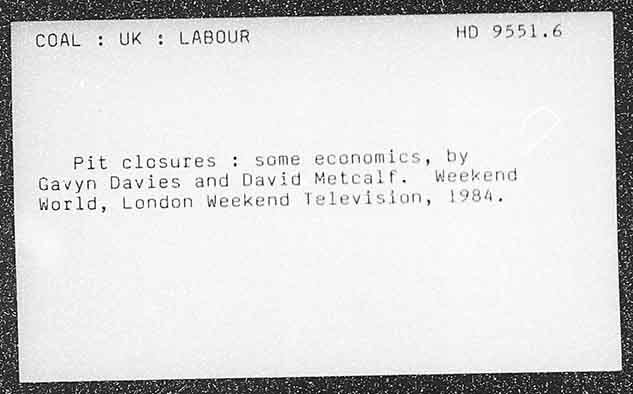 COAL : UK : LABOUR HD 9551.6
Pit closures : some economics, by
Gavyn Davies and David Metcalf. Weekend
World, London Weekend Television, 1984.